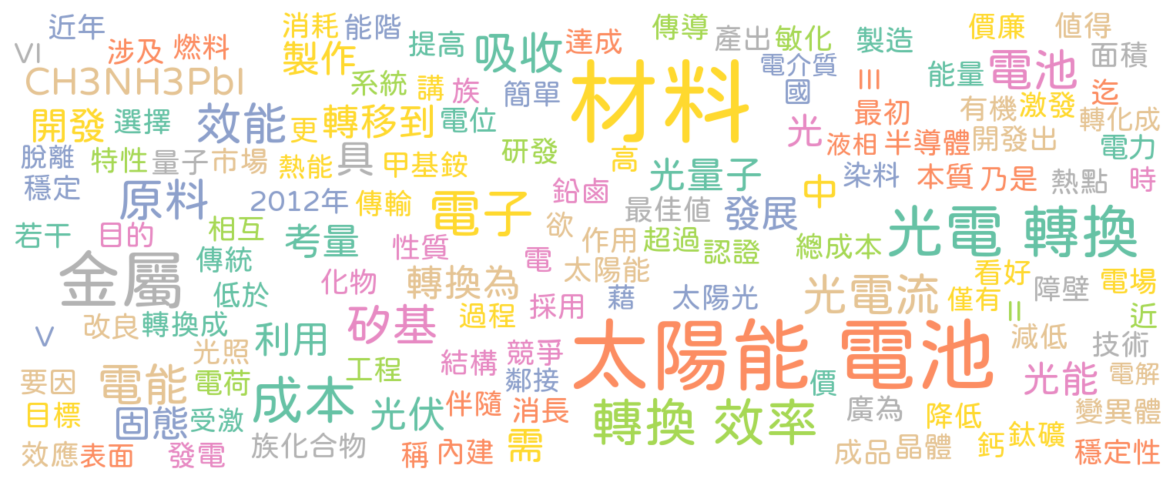 近年 消耗 能階 傳導 產出 敏化 製造 價廉 值得
VI 涉及 燃料 製作 提高 吸收 達成 電介質 III 能量 電池 面積
CH3NH3PbI 系統 講 族 簡單 材料 國 最初 有機 激發 迄
開發 選擇 效能 更 轉移到 電位 光 液相 半導體 開發出 轉化成
脫離 特性 量子 市場 熱能 具 甲基銨 研發 高 電力
穩定 原料 2012年 傳輸 電子 鉛鹵 光量子 中 染料 本質 乃是 熱點 時
若干 目的 相互 考量 性質 欲 最佳值 發展 光電 轉換
金屬 傳統 電 作用 超過 認證 總成本
化物 轉換為 太陽能 光電流 看好 障壁 電場
低於 採用 藉 太陽光 僅有 II 近
V 改良 轉換成 利用 矽基 過程 減低 技術
光照 工程 結構 競爭 太陽能 電池
要因 電能 電荷 鄰接 價 光能 電解
目標 固態 受激 成本 光伏 伴隨 消長 轉換 效率 廣為 降低 變異體
效應 表面 發電 族化合物 稱 內建 需 成品 晶體 鈣 鈦礦 穩定性